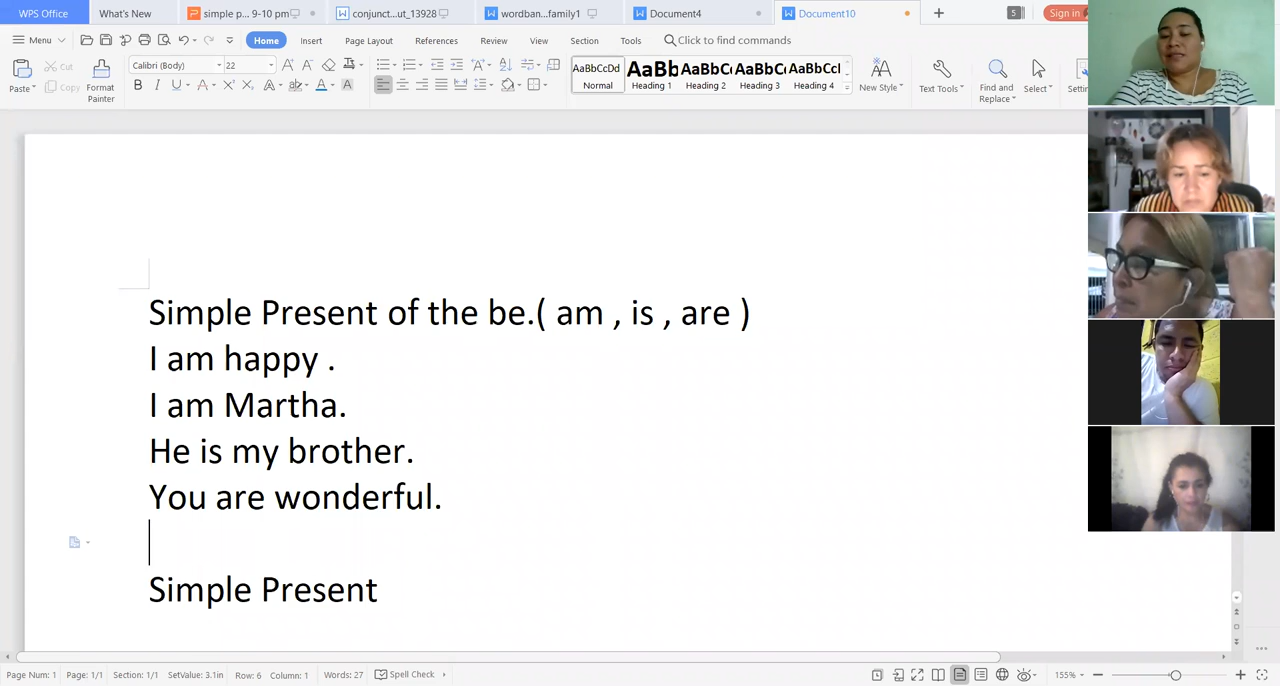 WPS Office What's New simple p... 9-10 pm conjunct...ut_13928 wordban...family1 Document4 Document10 5 Sign in
Menu Home Insert Page Layout References Review View Section Tools Click to find commands
Paste Cut Copy Format Painter Calibri (Body) 22 AaBbCcDd Normal AaBb Heading 1 AaBbC Heading 2 AaBbC Heading 3 AaBbCcl Heading 4 New Style Text Tools Find and Replace Select
Simple Present of the be.( am , is , are )
I am happy .
I am Martha.
He is my brother.
You are wonderful.
Simple Present
Page Num: 1 Page: 1/1 Section: 1/1 SetValue: 3.1in Row: 6 Column: 1 Words: 27 Spell Check 155%